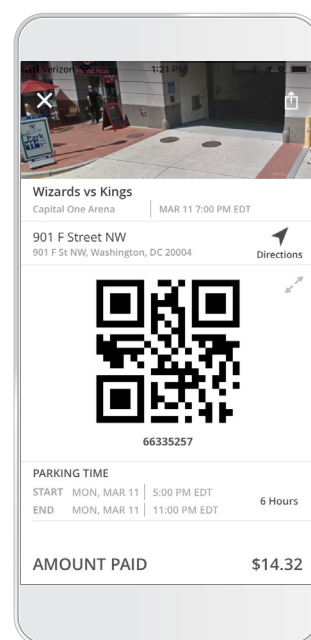 Verizon
1:21 PM
Park
Wizards vs Kings
Capital One Arena
MAR 11 7:00 PM EDT
901 F Street NW
901 F St NW, Washington, DC 20004
Directions
66335257
PARKING TIME
START MON, MAR 11 5:00 PM EDT
END MON, MAR 11 11:00 PM EDT
6 Hours
AMOUNT PAID $14.32